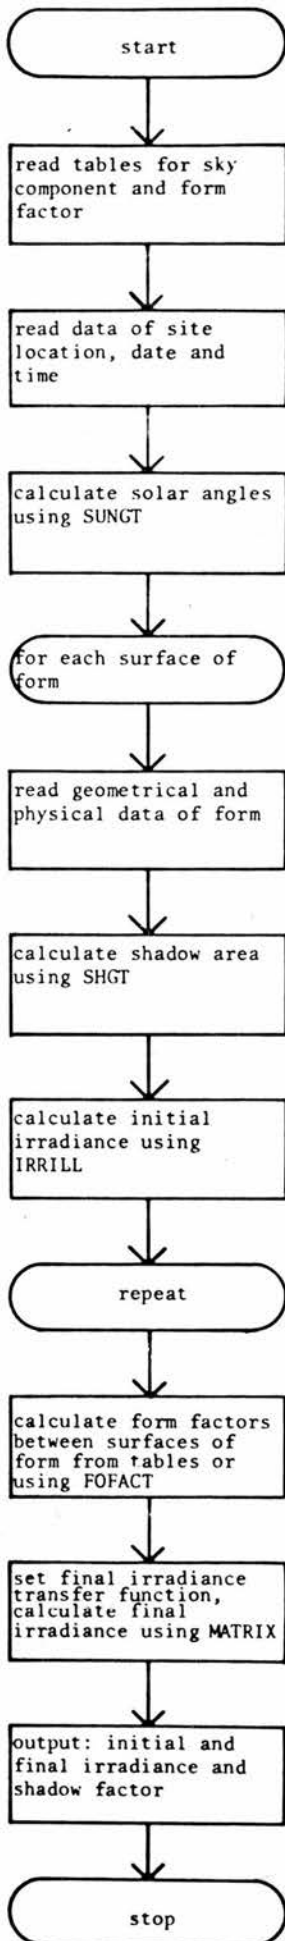 start
read tables for sky
component and form
factor
read data of site
location, date and
time
calculate solar angles
using SUNGT
for each surface of
form
read geometrical and
physical data of form
calculate shadow area
using SHGT
calculate initial
irradiance using
IRRILL
repeat
calculate form factors
between surfaces of
form from tables or
using FOFACT
set final irradiance
transfer function,
calculate final
irradiance using MATRIX
output: initial and
final irradiance and
shadow factor
stop